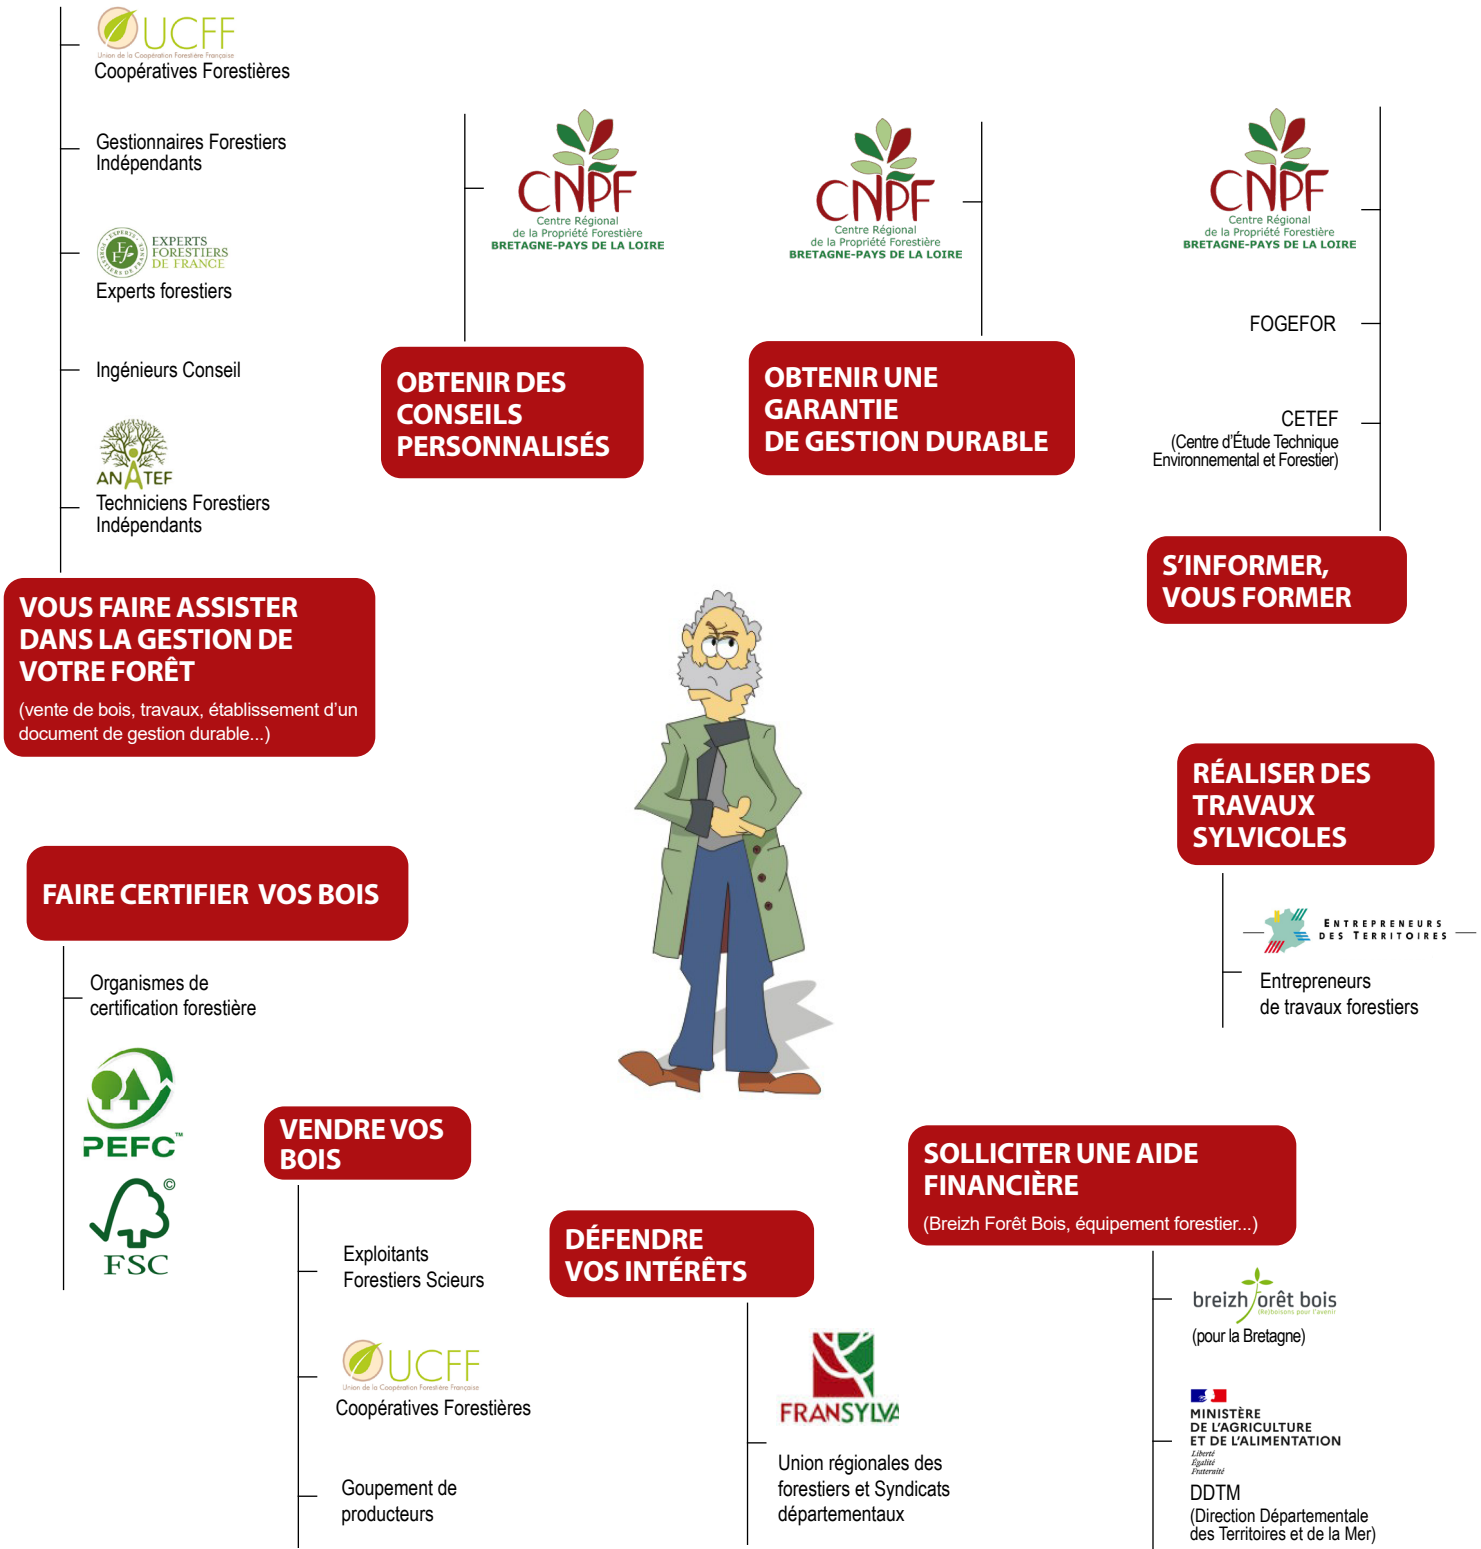 UCFF
Union de la Coopération Forestière Française
Coopératives Forestières
Gestionnaires Forestiers
Indépendants
EXPERTS
FORESTIERS
DE FRANCE
Experts forestiers
Ingénieurs Conseil
ANATEF
Techniciens Forestiers
Indépendants
VOUS FAIRE ASSISTER
DANS LA GESTION DE
VOTRE FORÊT
(vente de bois, travaux, établissement d'un
document de gestion durable...)
CNPF
Centre Régional
de la Propriété Forestière
BRETAGNE-PAYS DE LA LOIRE
OBTENIR DES
CONSEILS
PERSONNALISÉS
CNPF
Centre Régional
de la Propriété Forestière
BRETAGNE-PAYS DE LA LOIRE
OBTENIR UNE
GARANTIE
DE GESTION DURABLE
CNPF
Centre Régional
de la Propriété Forestière
BRETAGNE-PAYS DE LA LOIRE
FOGEFOR
CETEF
(Centre d'Étude Technique
Environnemental et Forestier)
S'INFORMER,
VOUS FORMER
RÉALISER DES
TRAVAUX
SYLVICOLES
ENTREPRENEURS
DES TERRITOIRES
Entrepreneurs
de travaux forestiers
FAIRE CERTIFIER VOS BOIS
Organismes de
certification forestière
PEFC™
©
FSC
VENDRE VOS
BOIS
Exploitants
Forestiers Scieurs
UCFF
Union de la Coopération Forestière Française
Coopératives Forestières
Goupement de
producteurs
DÉFENDRE
VOS INTÉRÊTS
FRANSYLVA
Union régionales des
forestiers et Syndicats
départementaux
SOLLICITER UNE AIDE
FINANCIÈRE
(Breizh Forêt Bois, équipement forestier...)
breizh forêt bois
(Re)boisons pour l'avenir
(pour la Bretagne)
MINISTÈRE
DE L'AGRICULTURE
ET DE L'ALIMENTATION
Liberté
Égalité
Fraternité
DDTM
(Direction Départementale
des Territoires et de la Mer)